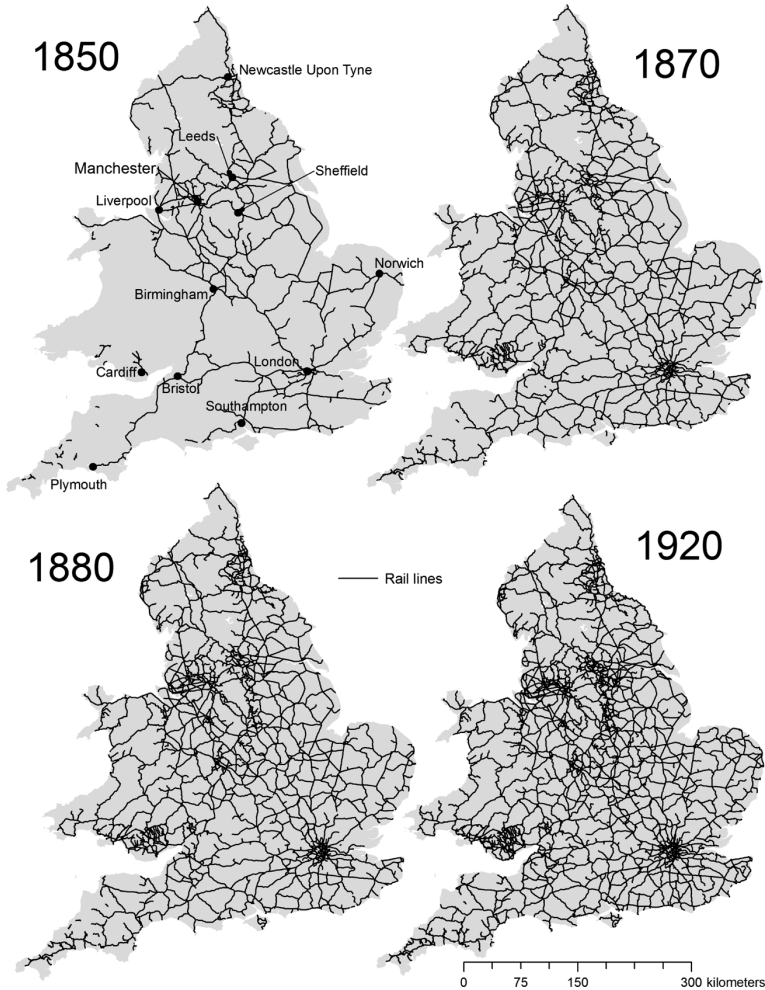 1850
1870
Newcastle Upon Tyne
Leeds
Manchester
Sheffield
Liverpool
Norwich
Birmingham
Cardiff
London
Bristol
Southampton
Plymouth
1880
1920
Rail lines
0 75 150 300 kilometers